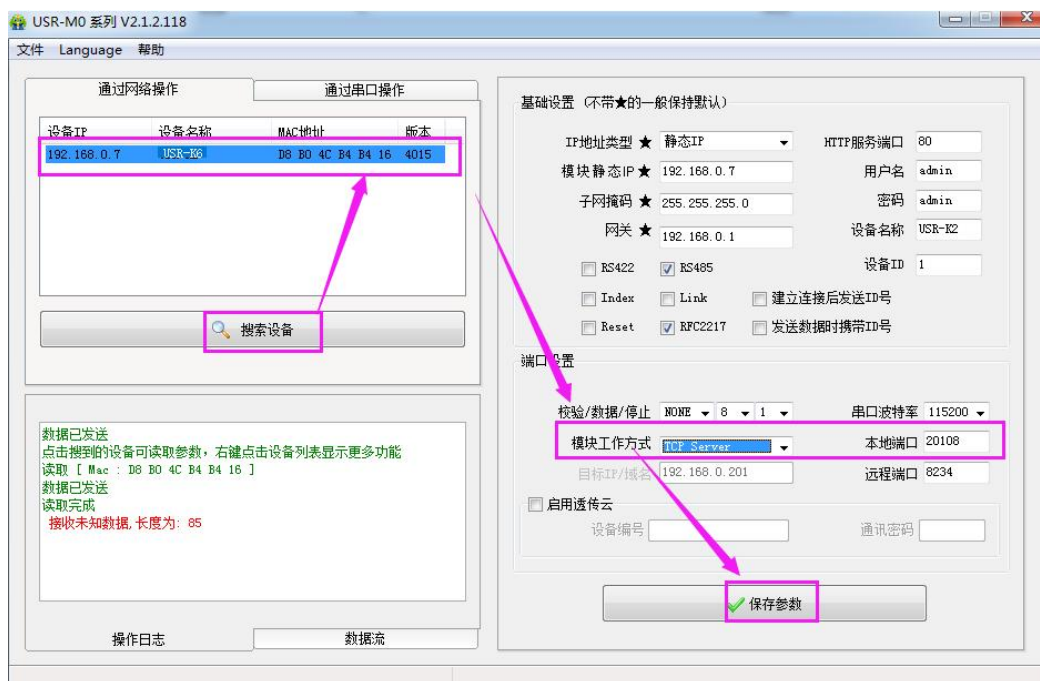 USR-M0 系列 V2.1.2.118
文件 Language 帮助
通过网络操作 通过串口操作
设备IP 设备名称 MAC地址 版本
192.168.0.7 USR-K6 D8 B0 4C B4 B4 16 4015
搜索设备
数据已发送
点击搜到的设备可读取参数，右键点击设备列表显示更多功能
读取 [ Mac : D8 B0 4C B4 B4 16 ]
数据已发送
读取完成
接收未知数据,长度为: 85
操作日志 数据流
基础设置 (不带★的一般保持默认)
IP地址类型 ★ 静态IP HTTP服务端口 80
模块静态IP★ 192.168.0.7 用户名 admin
子网掩码 ★ 255.255.255.0 密码 admin
网关 ★ 192.168.0.1 设备名称 USR-K2
RS422 RS485 设备ID 1
Index Link 建立连接后发送ID号
Reset RFC2217 发送数据时携带ID号
端口设置
校验/数据/停止 NONE 8 1 串口波特率 115200
模块工作方式 TCP Server 本地端口 20108
目标IP/域名 192.168.0.201 远程端口 8234
启用透传云
设备编号 通讯密码
保存参数